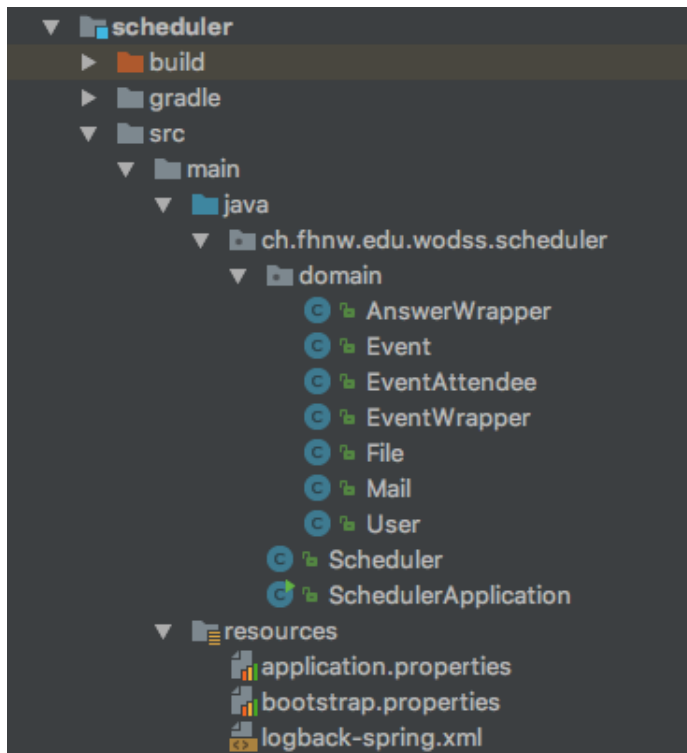 scheduler
build
gradle
src
main
java
ch.fhnw.edu.wodss.scheduler
domain
C AnswerWrapper
C Event
C EventAttendee
C EventWrapper
C File
C Mail
C User
C Scheduler
C SchedulerApplication
resources
application.properties
bootstrap.properties
logback-spring.xml